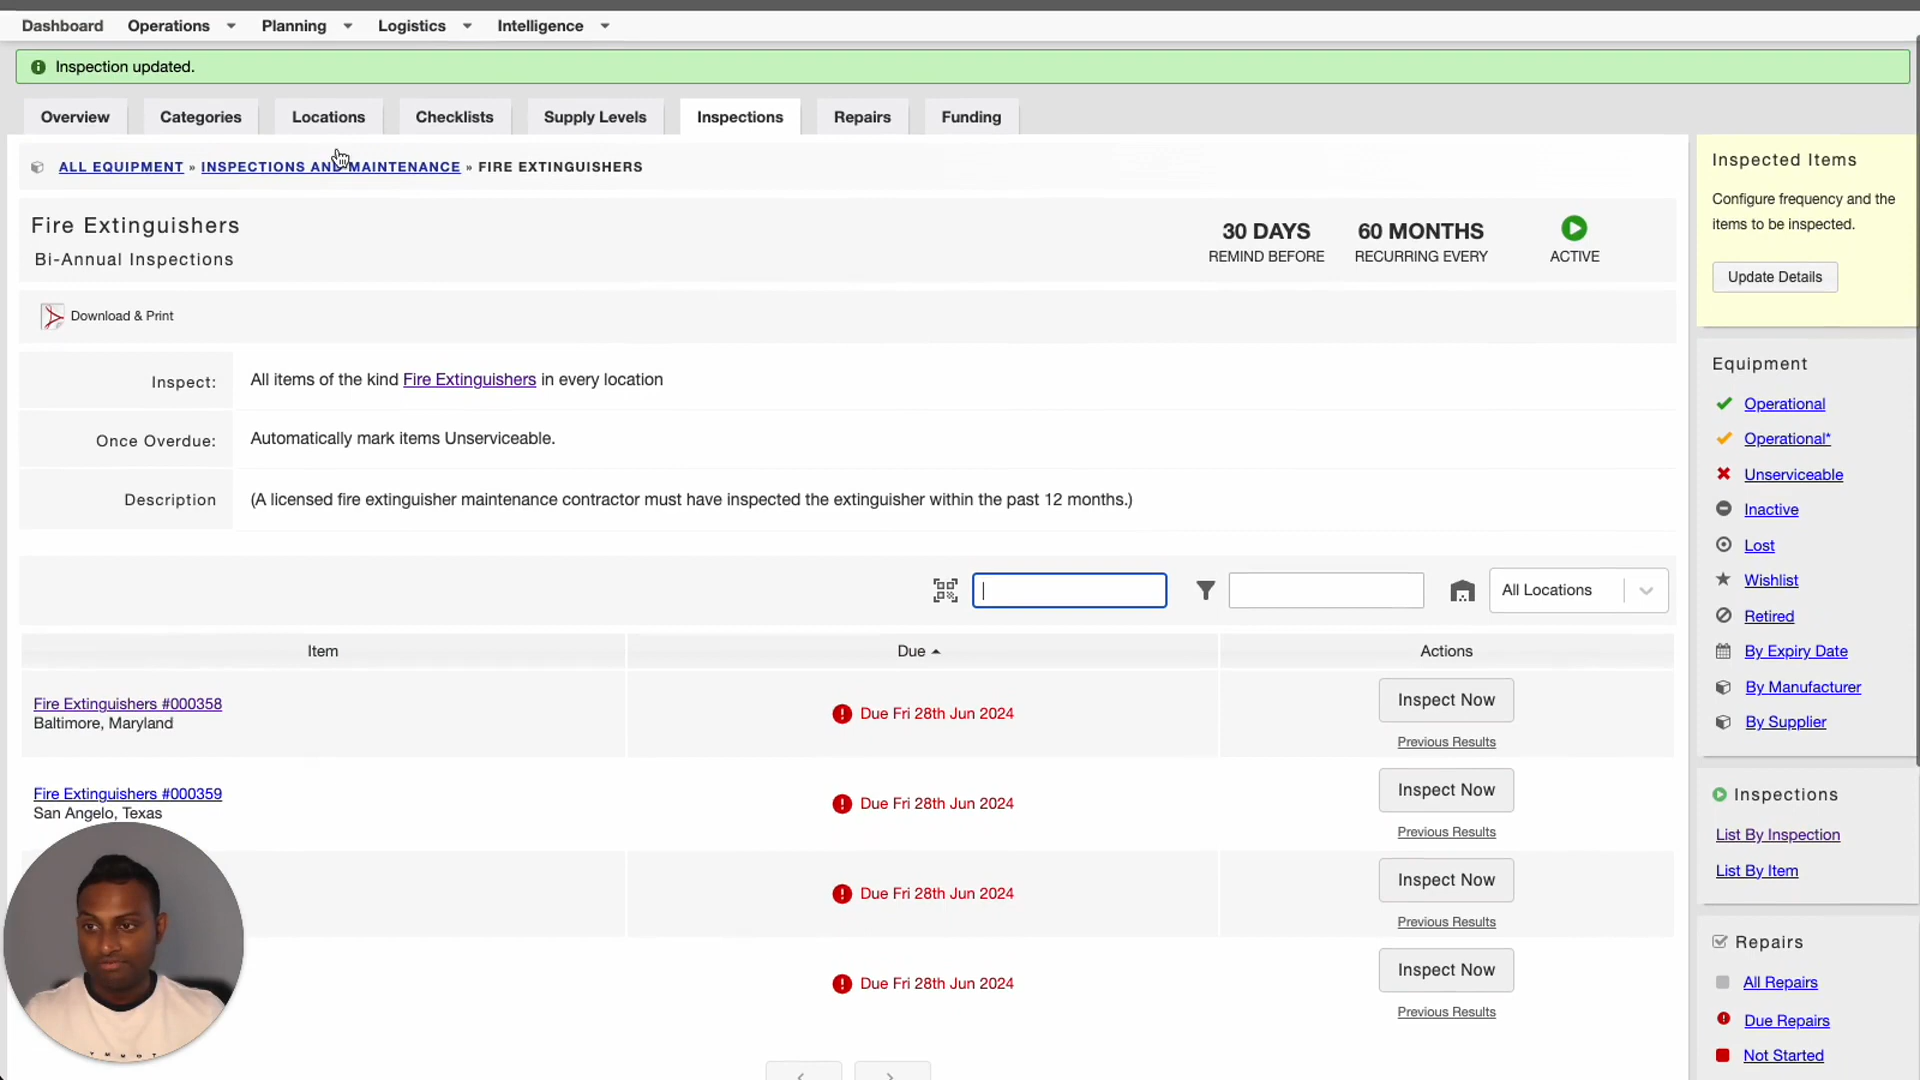 Dashboard Operations Planning Logistics Intelligence
Inspection updated.
Overview Categories Locations Checklists Supply Levels Inspections Repairs Funding
ALL EQUIPMENT » INSPECTIONS AND MAINTENANCE » FIRE EXTINGUISHERS
Fire Extinguishers
Bi-Annual Inspections
30 DAYS
REMIND BEFORE
60 MONTHS
RECURRING EVERY
ACTIVE
Download & Print
Inspect: All items of the kind Fire Extinguishers in every location
Once Overdue: Automatically mark items Unserviceable.
Description (A licensed fire extinguisher maintenance contractor must have inspected the extinguisher within the past 12 months.)
All Locations
Item Due Actions
Fire Extinguishers #000358
Baltimore, Maryland
Due Fri 28th Jun 2024
Inspect Now
Previous Results
Fire Extinguishers #000359
San Angelo, Texas
Due Fri 28th Jun 2024
Inspect Now
Previous Results
Due Fri 28th Jun 2024
Inspect Now
Previous Results
Due Fri 28th Jun 2024
Inspect Now
Previous Results
Inspected Items
Configure frequency and the
items to be inspected.
Update Details
Equipment
Operational
Operational*
Unserviceable
Inactive
Lost
Wishlist
Retired
By Expiry Date
By Manufacturer
By Supplier
Inspections
List By Inspection
List By Item
Repairs
All Repairs
Due Repairs
Not Started